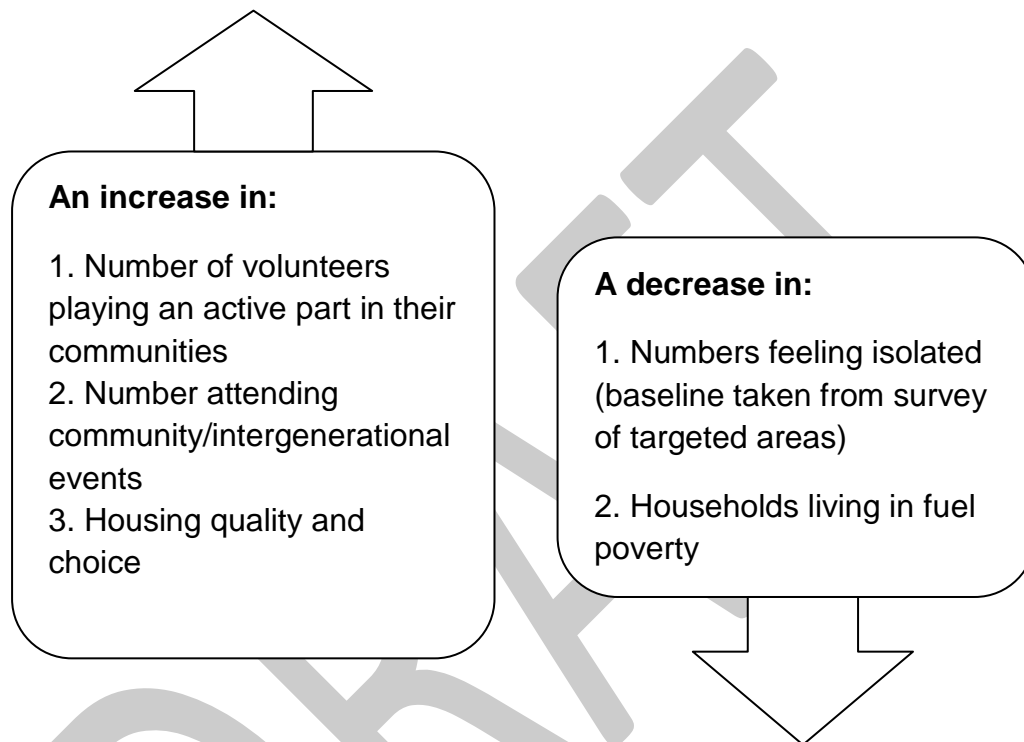 An increase in:
1. Number of volunteers
playing an active part in their
communities
2. Number attending
community/intergenerational
events
3. Housing quality and
choice
A decrease in:
1. Numbers feeling isolated
(baseline taken from survey
of targeted areas)
2. Households living in fuel
poverty
DRAFT